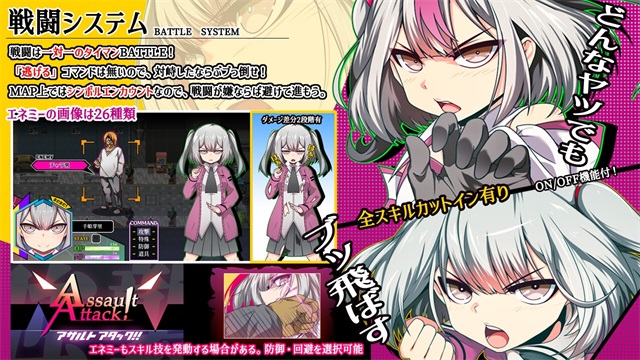 戦闘システム BATTLE SYSTEM
戦闘は一対一のタイマンBATTLE!
「逃げる」コマンドは無いので、対峙したならばブッ倒せ!
MAP上ではシンボルエンカウントなので、戦闘が嫌ならば避けて進もう。
エネミーの画像は26種類
ダメージ差分2段階有
COMMAND
攻撃
特殊
防御
道具
STATE
Assault Attack!
アサルト アタック!!
エネミーもスキル技を発動する場合がある。防御・回避を選択可能
どんなヤツでも
ブッ飛ばす
全スキルカットイン有り
ON/OFF機能付!